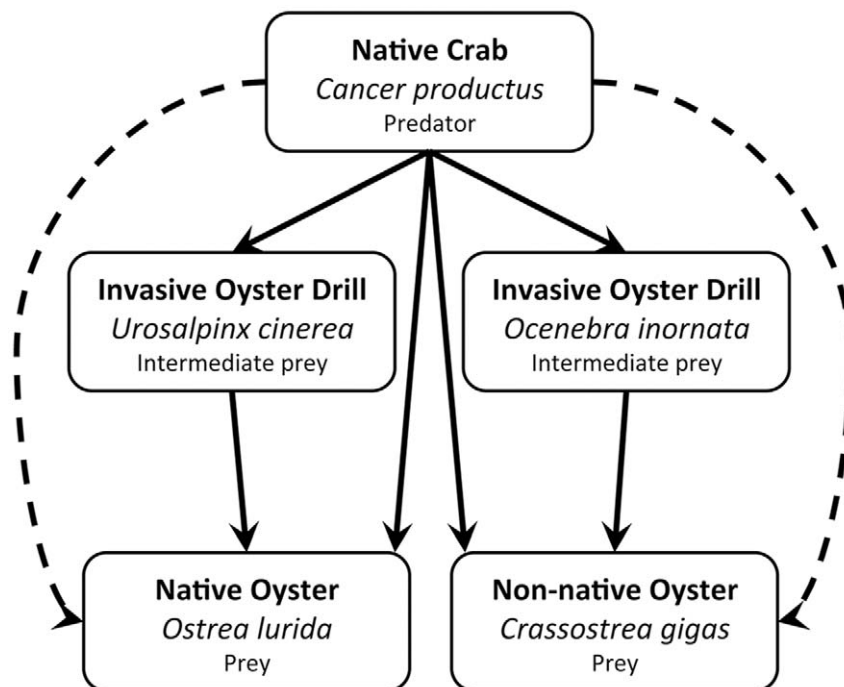 Native Crab
Cancer productus
Predator
Invasive Oyster Drill
Urosalpinx cinerea
Intermediate prey
Invasive Oyster Drill
Ocenebra inornata
Intermediate prey
Native Oyster
Ostrea lurida
Prey
Non-native Oyster
Crassostrea gigas
Prey